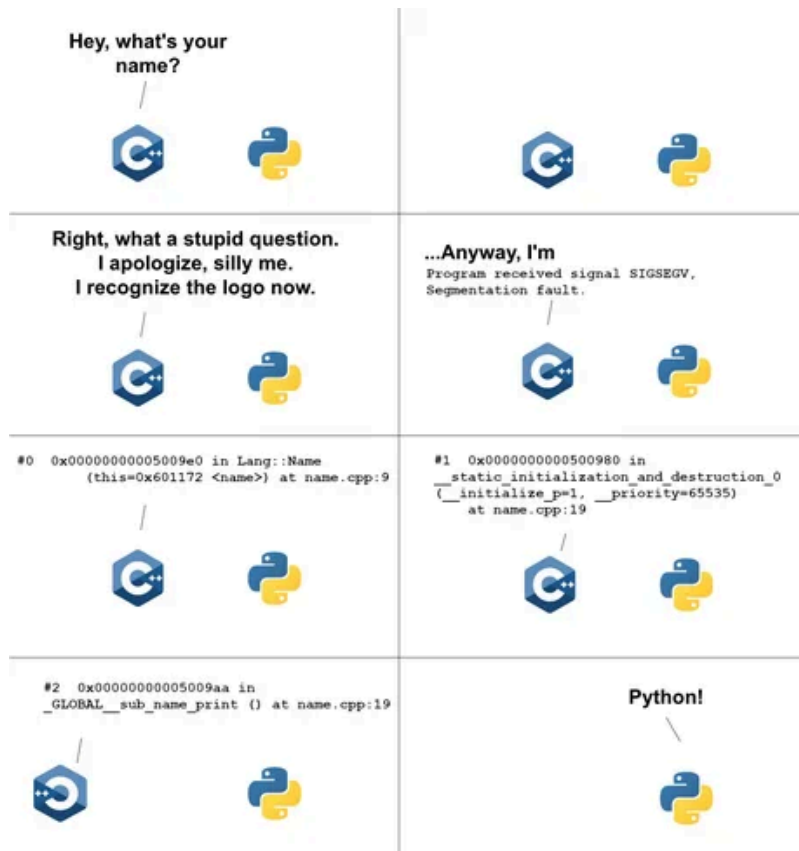 Hey, what's your
name?
Right, what a stupid question.
I apologize, silly me.
I recognize the logo now.
...Anyway, I'm
Program received signal SIGSEGV,
Segmentation fault.
#0 0x00000000005009e0 in Lang::Name
(this=0x601172 <name>) at name.cpp:9
#1 0x0000000000500980 in
__static_initialization_and_destruction_0
(__initialize_p=1, __priority=65535)
at name.cpp:19
#2 0x00000000005009aa in
_GLOBAL__sub_name_print () at name.cpp:19
Python!